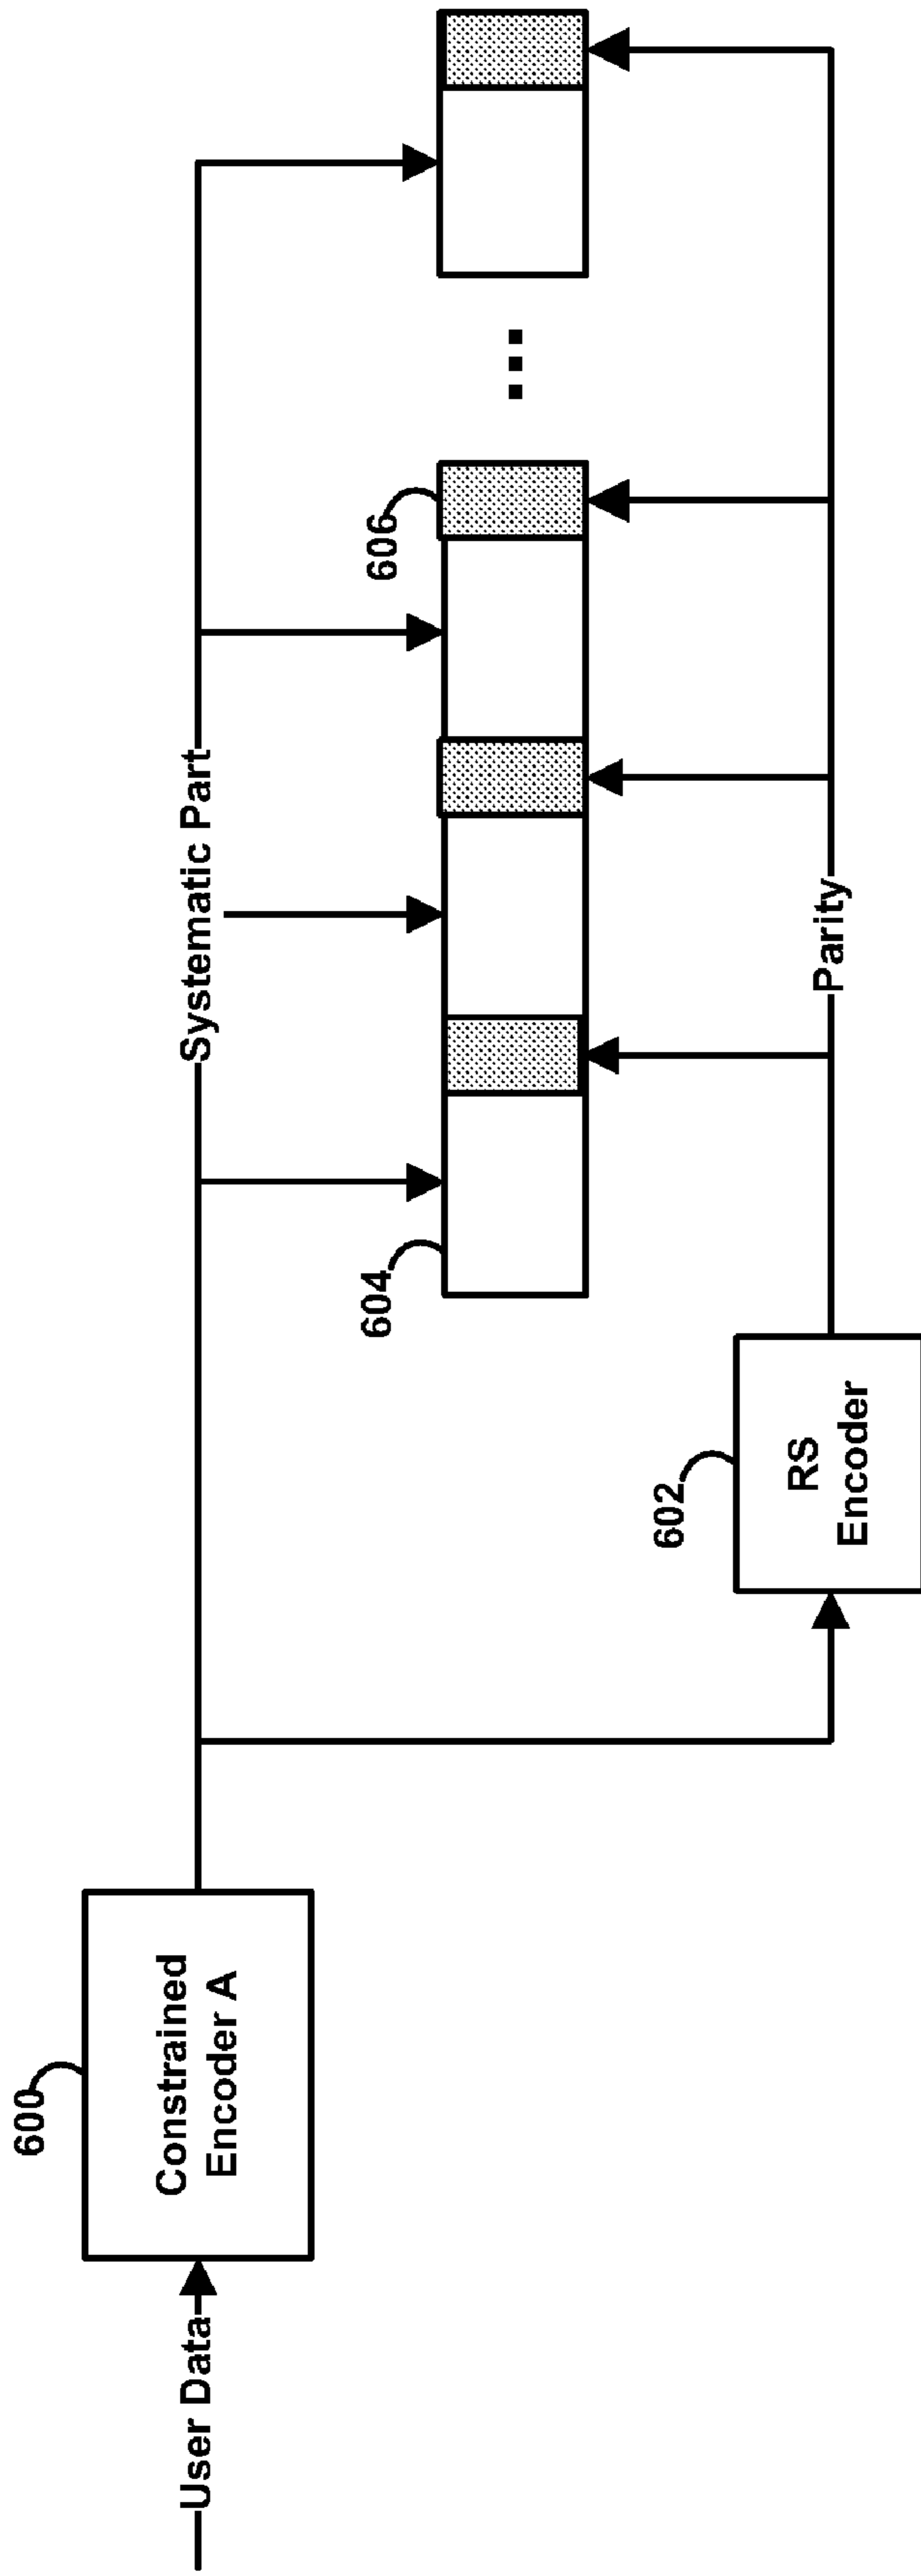 User Data
600
Constrained
Encoder A
Systematic Part
602
RS
Encoder
604
606
Parity